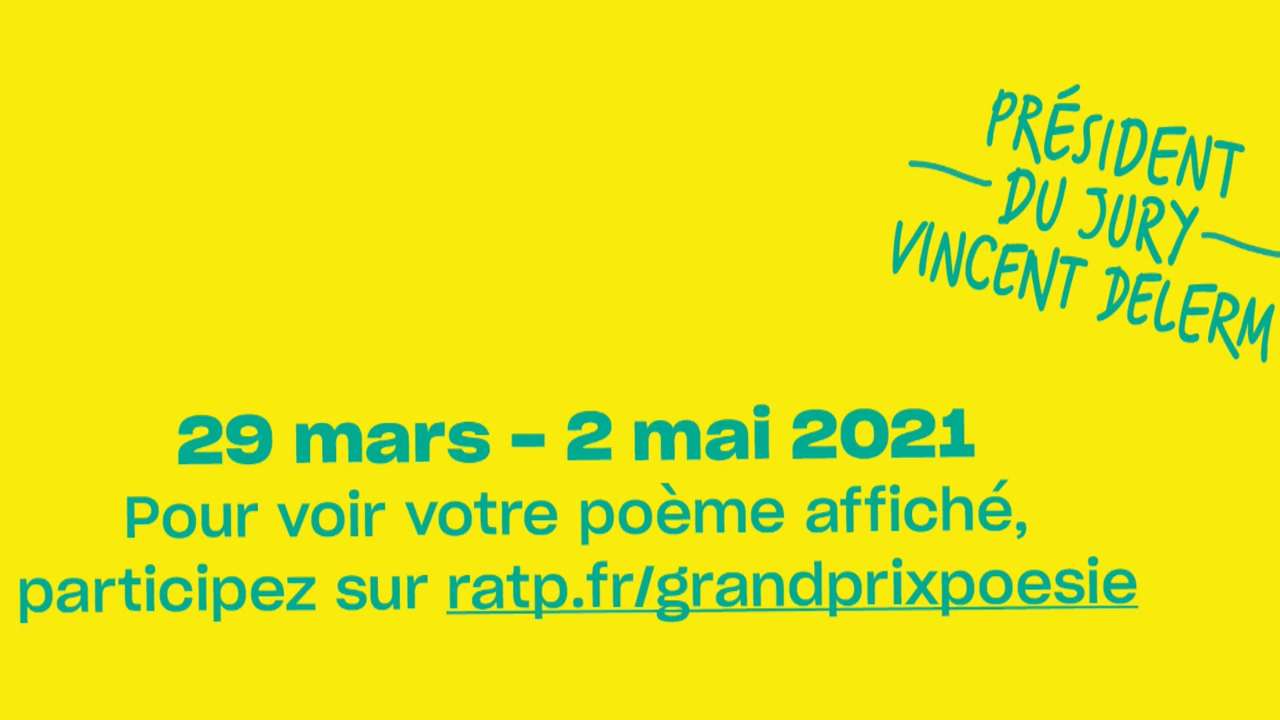 PRÉSIDENT
DU JURY
VINCENT DELERM
29 mars - 2 mai 2021
Pour voir votre poème affiché,
participez sur ratp.fr/grandprixpoesie